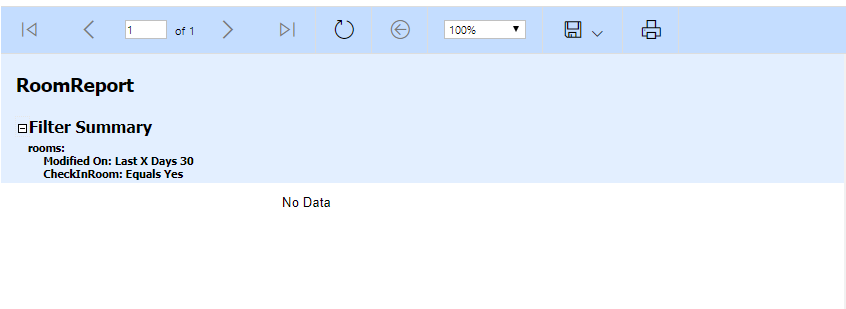 1 of 1 100%
RoomReport
Filter Summary
rooms:
Modified On: Last X Days 30
CheckInRoom: Equals Yes
No Data